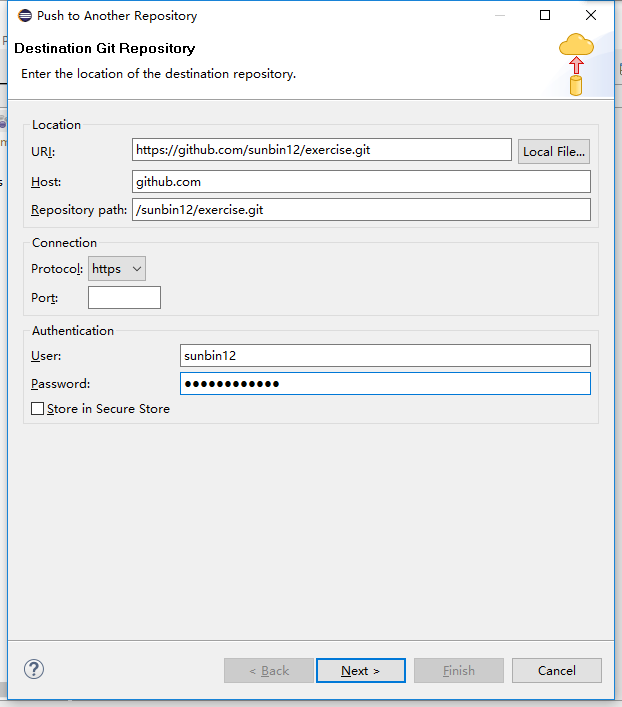 Push to Another Repository
Destination Git Repository
Enter the location of the destination repository.
Location
URI:
https://github.com/sunbin12/exercise.git
Local File...
Host:
github.com
Repository path:
/sunbin12/exercise.git
Connection
Protocol:
https
Port:
Authentication
User:
sunbin12
Password:
●●●●●●●●●●●●
Store in Secure Store
?
< Back
Next >
Finish
Cancel